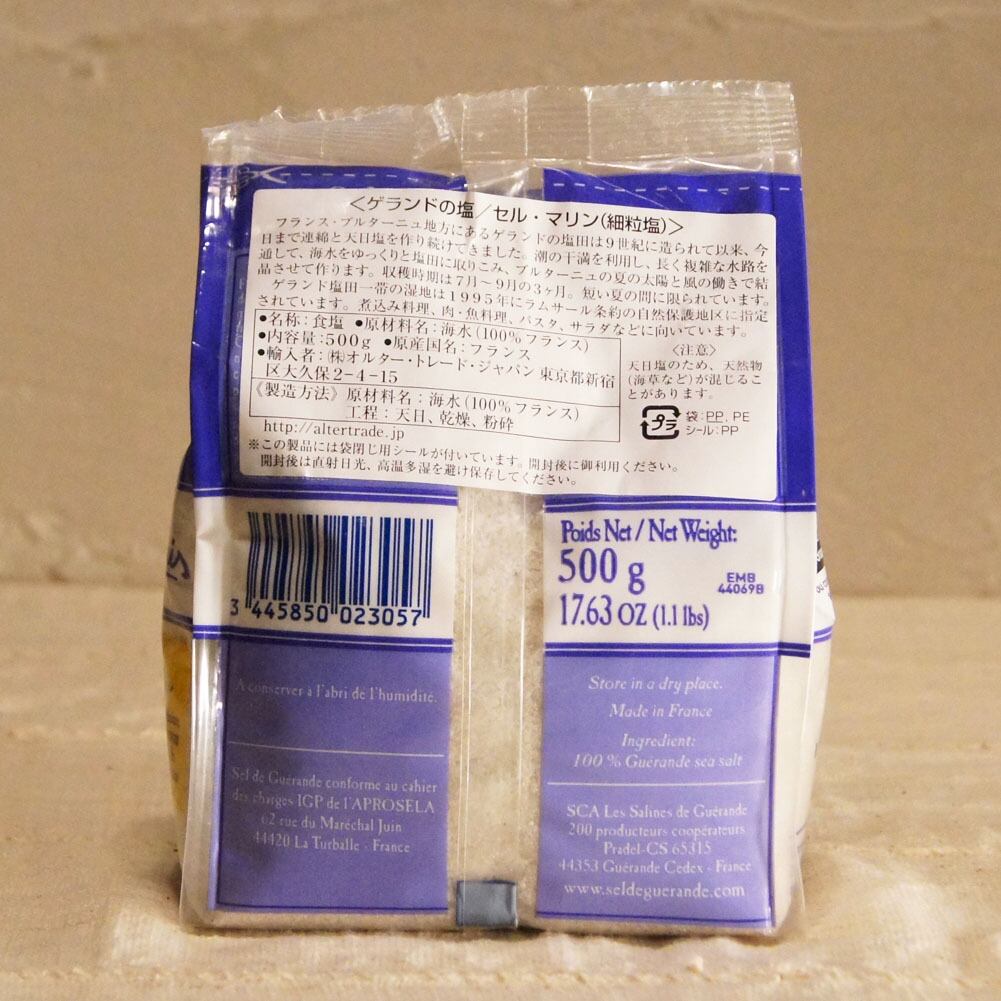 ＜ゲランドの塩／セル・マリン(細粒塩)＞
フランス・ブルターニュ地方にあるゲランドの塩田は９世紀に造られて以来、今
日まで連綿と天日塩を作り続けてきました。潮の干満を利用し、長く複雑な水路を
通して、海水をゆっくりと塩田に取りこみ、ブルターニュの夏の太陽と風の働きで結
晶させて作ります。収穫時期は7月～9月の3ヶ月。短い夏の間に限られています。
ゲランド塩田一帯の湿地は1995年にラムサール条約の自然保護地区に指定
されています。煮込み料理、肉・魚料理、パスタ、サラダなどに向いています。
●名称：食塩 ●原材料名：海水(100%フランス)
●内容量：500g ●原産国名：フランス
●輸入者：㈱オルター・トレード・ジャパン 東京都新宿
区大久保2-4-15
《製造方法》原材料名：海水(100%フランス)
工程：天日、乾燥、粉砕
http://altertrade.jp
〈注意〉
天日塩のため、天然物
(海草など)が混じるこ
とがあります。
プラ
袋：PP, PE
シール：PP
※この製品には袋閉じ用シールが付いています。開封後に御利用ください。
開封後は直射日光、高温多湿を避け保存してください。
3 445850 023057
Poids Net / Net Weight:
500 g
17.63 OZ (1.1 lbs)
EMB
44069B
A conserver à l'abri de l'humidité.
Sel de Guérande conforme au cahier
des charges IGP de l'APROSELA
62 rue du Maréchal Juin
44420 La Turballe - France
Store in a dry place.
Made in France
Ingredient:
100 % Guérande sea salt
SCA Les Salines de Guérande
200 producteurs coopérateurs
Pradel-CS 65315
44353 Guérande Cedex - France
www.seldeguerande.com